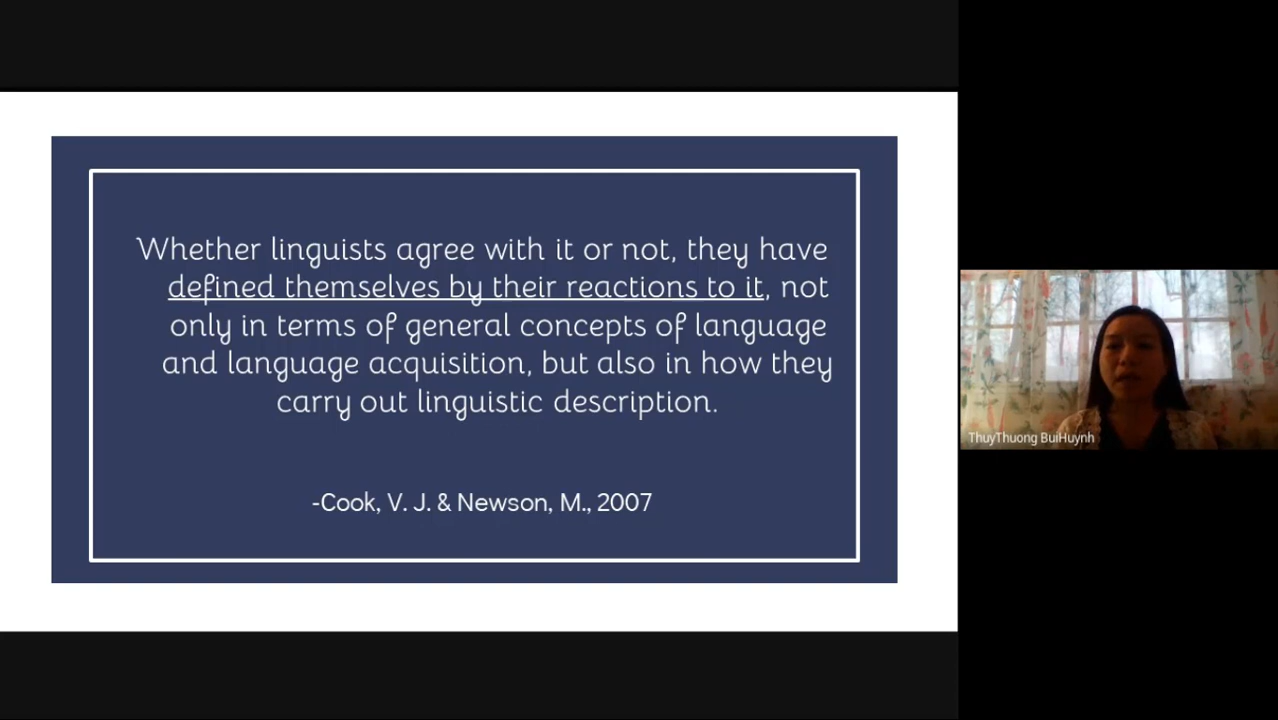 Whether linguists agree with it or not, they have
defined themselves by their reactions to it, not
only in terms of general concepts of language
and language acquisition, but also in how they
carry out linguistic description.
-Cook, V. J. & Newson, M., 2007
ThuyThuong BuiHuynh